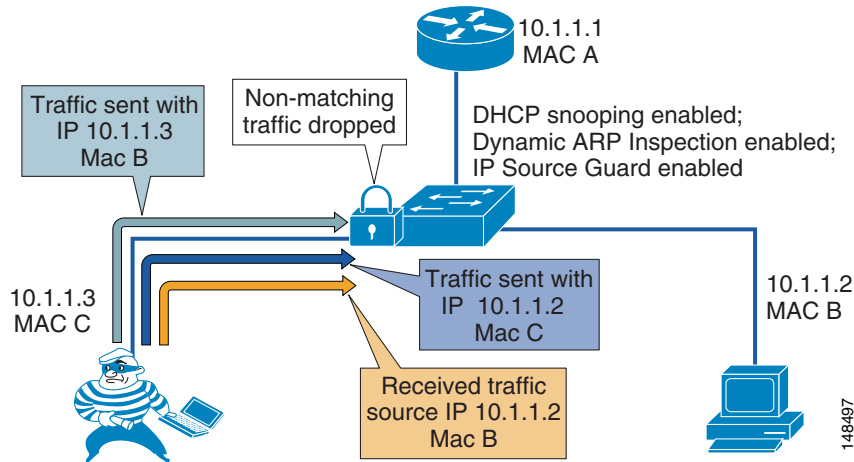 10.1.1.1
MAC A
Traffic sent with
IP 10.1.1.3
Mac B
Non-matching
traffic dropped
DHCP snooping enabled;
Dynamic ARP Inspection enabled;
IP Source Guard enabled
10.1.1.3
MAC C
Traffic sent with
IP 10.1.1.2
Mac C
10.1.1.2
MAC B
Received traffic
source IP 10.1.1.2
Mac B
148497